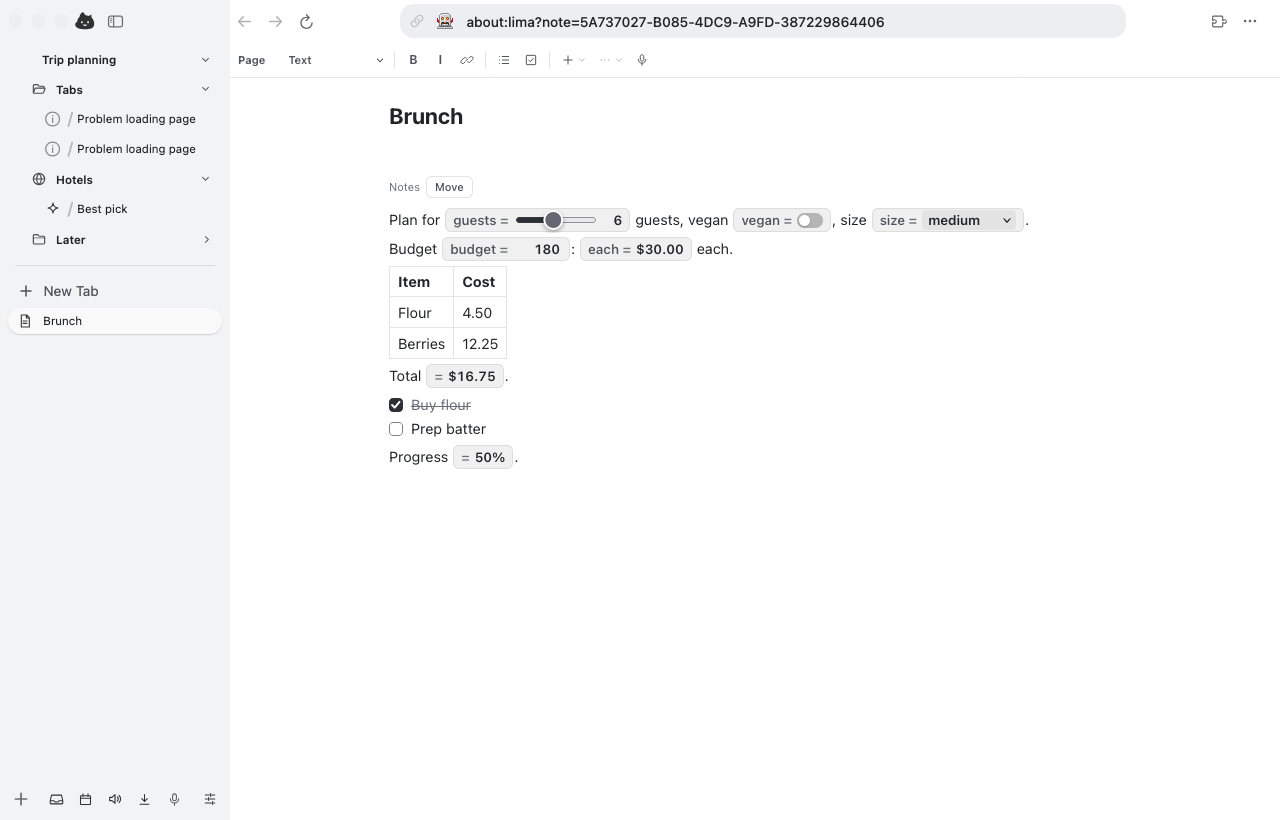 about:lima?note=5A737027-B085-4DC9-A9FD-387229864406
Trip planning
Tabs
/ Problem loading page
/ Problem loading page
Hotels
/ Best pick
Later
New Tab
Brunch
Page Text B I
Brunch
Notes Move
Plan for guests = 6 guests, vegan vegan = , size size = medium .
Budget budget = 180 : each = $30.00 each.
Item Cost
Flour 4.50
Berries 12.25
Total = $16.75 .
Buy flour
Prep batter
Progress = 50% .